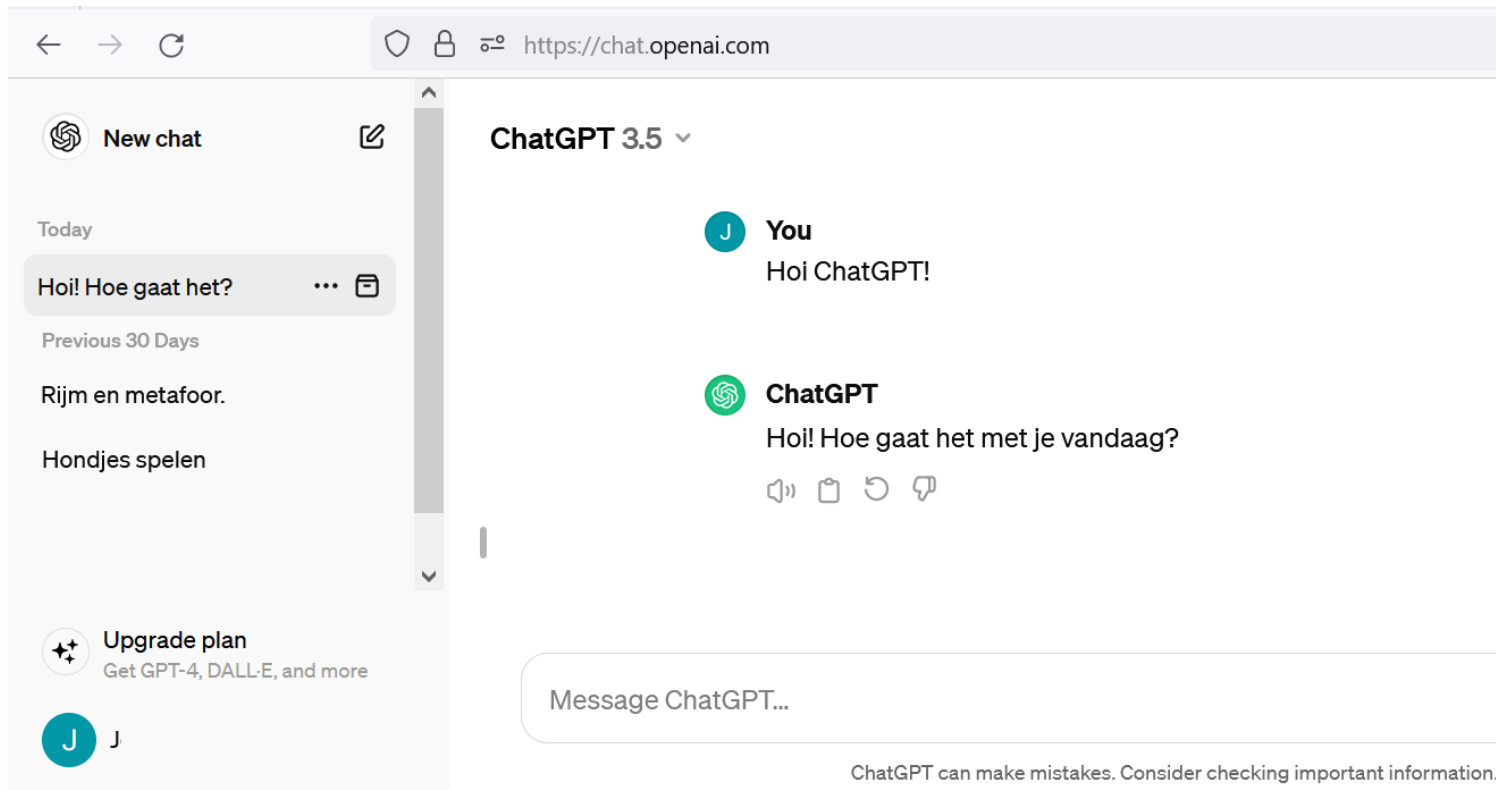 https://chat.openai.com
New chat
Today
Hoi! Hoe gaat het?
Previous 30 Days
Rijm en metafoor.
Hondjes spelen
Upgrade plan
Get GPT-4, DALL·E, and more
J
J
ChatGPT 3.5
J
You
Hoi ChatGPT!
ChatGPT
Hoi! Hoe gaat het met je vandaag?
Message ChatGPT...
ChatGPT can make mistakes. Consider checking important information.